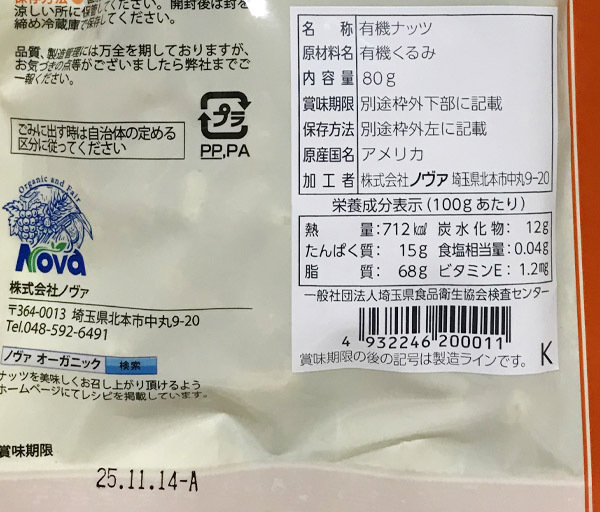 涼しい所に保管してください。開封後は封を
締め冷蔵庫で保存してください。
品質、製造管理には万全を期しておりますが、
お気づきの点等がございましたら弊社までご
一報ください。
プラ
PP,PA
ごみに出す時は自治体の定める
区分に従ってください
Organic and Fair
Nova
株式会社ノヴァ
〒364-0013 埼玉県北本市中丸9-20
Tel.048-592-6491
ノヴァ オーガニック 検索
ナッツを美味しくお召し上がり頂けるよう
ホームページにてレシピを掲載しています。
賞味期限
25.11.14-A
名称 有機ナッツ
原材料名 有機くるみ
内容量 80g
賞味期限 別途枠外下部に記載
保存方法 別途枠外左に記載
原産国名 アメリカ
加工者 株式会社ノヴァ 埼玉県北本市中丸9-20
栄養成分表示(100gあたり)
熱量:712kcal 炭水化物:12g
たんぱく質:15g 食塩相当量:0.04g
脂質:68g ビタミンE:1.2mg
一般社団法人埼玉県食品衛生協会検査センター
4 932246 200011
賞味期限の後の記号は製造ラインです。 K